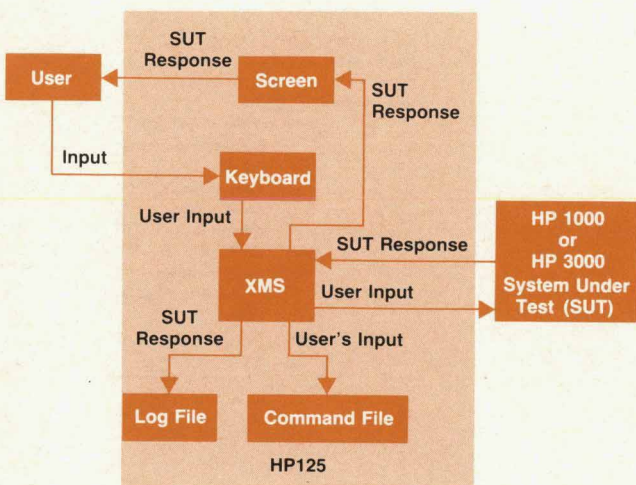 SUT
Response
User
Screen
SUT
Response
Input
Keyboard
User Input
HP 1000
or
HP 3000
System Under
Test (SUT)
SUT Response
XMS
User Input
SUT
Response
User's Input
Log File
Command File
HP125